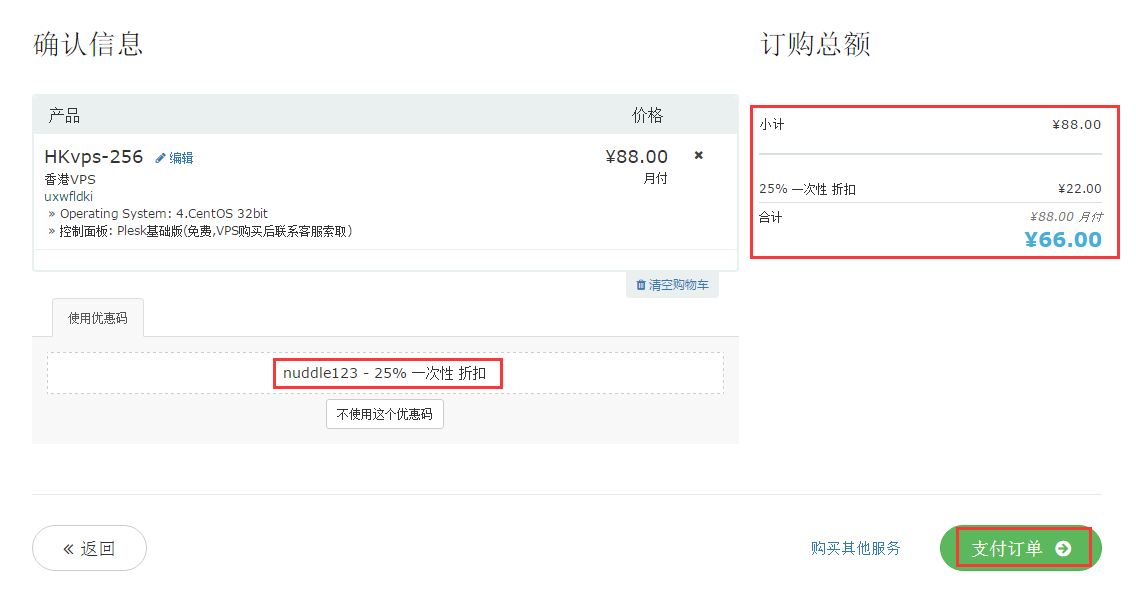 确认信息
产品 价格
HKvps-256 编辑 ¥88.00
香港VPS 月付
uxwfldki
» Operating System: 4.CentOS 32bit
» 控制面板: Plesk基础版(免费,VPS购买后联系客服索取)
清空购物车
使用优惠码
nuddle123 - 25% 一次性 折扣
不使用这个优惠码
订购总额
小计 ¥88.00
25% 一次性 折扣 ¥22.00
合计 ¥88.00 月付
¥66.00
« 返回 购买其他服务 支付订单